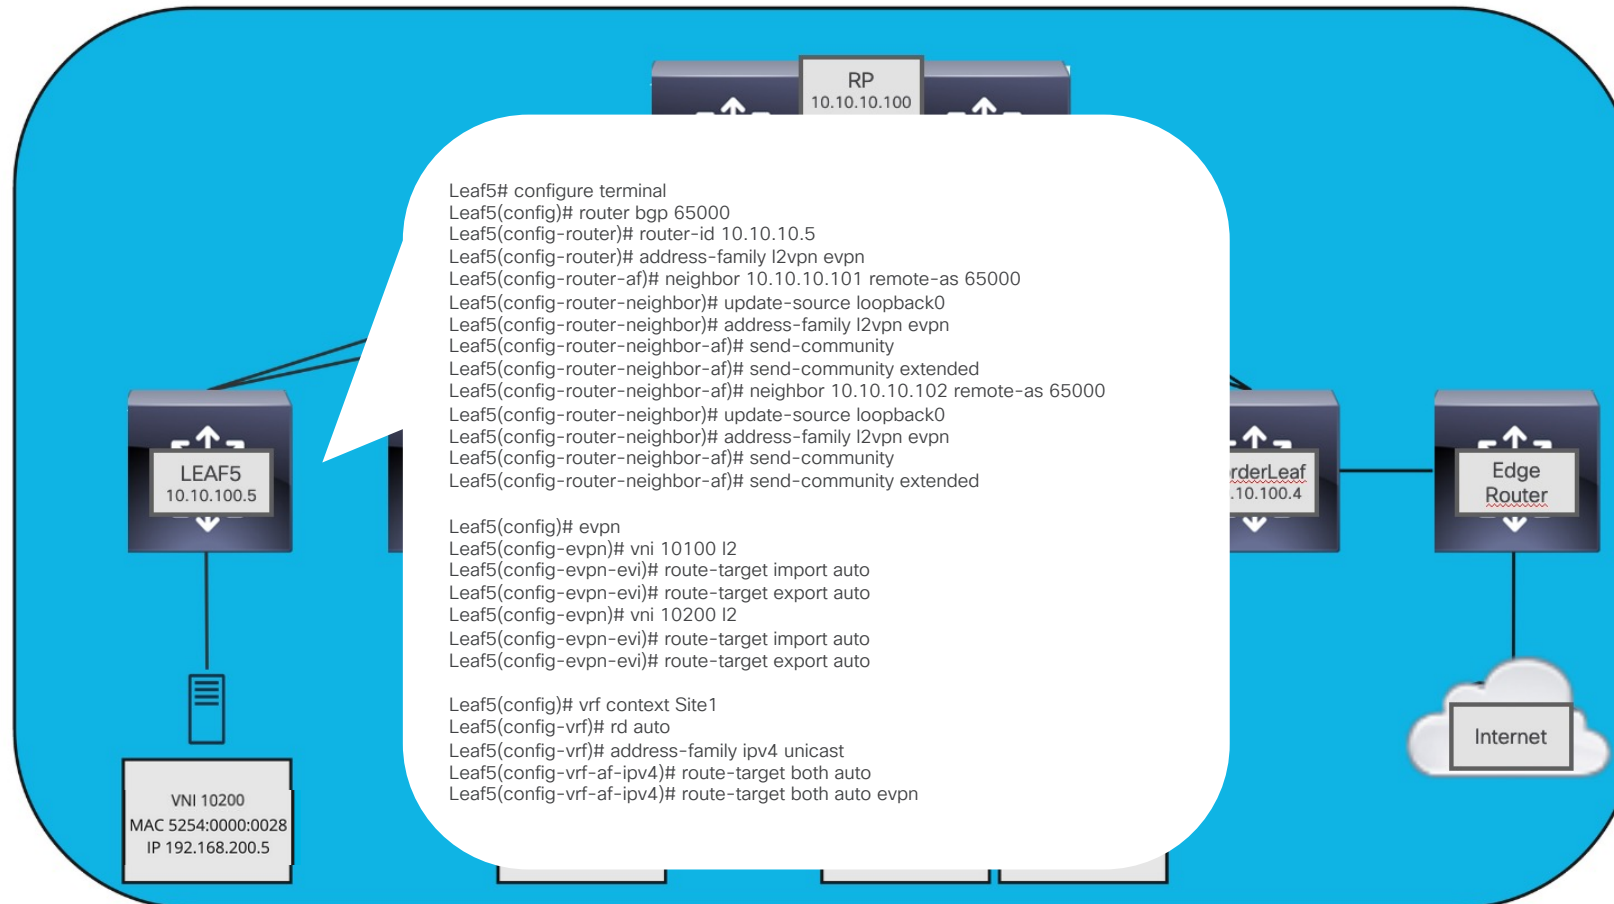 RP
10.10.10.100
Leaf5# configure terminal
Leaf5(config)# router bgp 65000
Leaf5(config-router)# router-id 10.10.10.5
Leaf5(config-router)# address-family l2vpn evpn
Leaf5(config-router-af)# neighbor 10.10.10.101 remote-as 65000
Leaf5(config-router-neighbor)# update-source loopback0
Leaf5(config-router-neighbor)# address-family l2vpn evpn
Leaf5(config-router-neighbor-af)# send-community
Leaf5(config-router-neighbor-af)# send-community extended
Leaf5(config-router-neighbor-af)# neighbor 10.10.10.102 remote-as 65000
Leaf5(config-router-neighbor)# update-source loopback0
Leaf5(config-router-neighbor)# address-family l2vpn evpn
Leaf5(config-router-neighbor-af)# send-community
Leaf5(config-router-neighbor-af)# send-community extended
Leaf5(config)# evpn
Leaf5(config-evpn)# vni 10100 l2
Leaf5(config-evpn-evi)# route-target import auto
Leaf5(config-evpn-evi)# route-target export auto
Leaf5(config-evpn)# vni 10200 l2
Leaf5(config-evpn-evi)# route-target import auto
Leaf5(config-evpn-evi)# route-target export auto
Leaf5(config)# vrf context Site1
Leaf5(config-vrf)# rd auto
Leaf5(config-vrf)# address-family ipv4 unicast
Leaf5(config-vrf-af-ipv4)# route-target both auto
Leaf5(config-vrf-af-ipv4)# route-target both auto evpn
LEAF5
10.10.100.5
rderLeaf
.10.100.4
Edge
Router
Internet
VNI 10200
MAC 5254:0000:0028
IP 192.168.200.5